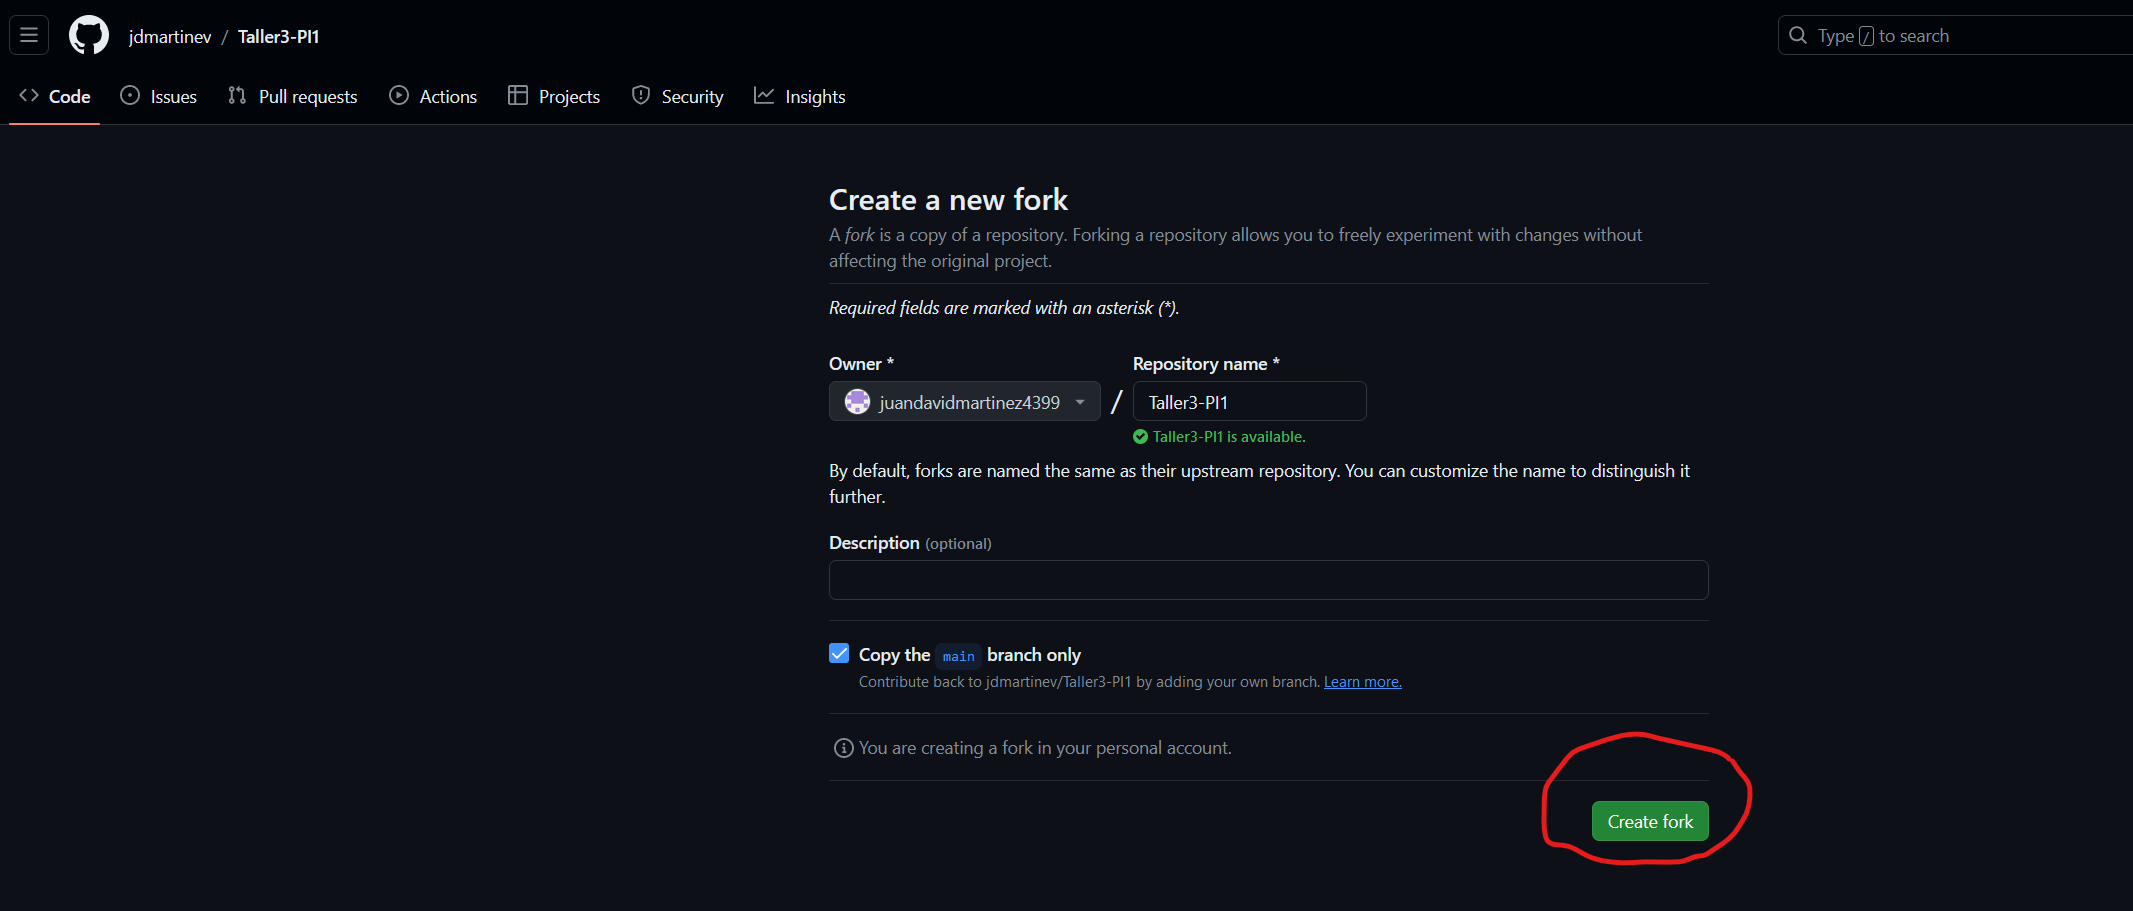 jdmartinev / Taller3-PI1
Type / to search
Code Issues Pull requests Actions Projects Security Insights
Create a new fork
A fork is a copy of a repository. Forking a repository allows you to freely experiment with changes without
affecting the original project.
Required fields are marked with an asterisk (*).
Owner * Repository name *
juandavidmartinez4399 / Taller3-PI1
Taller3-PI1 is available.
By default, forks are named the same as their upstream repository. You can customize the name to distinguish it
further.
Description (optional)
Copy the main branch only
Contribute back to jdmartinev/Taller3-PI1 by adding your own branch. Learn more.
You are creating a fork in your personal account.
Create fork